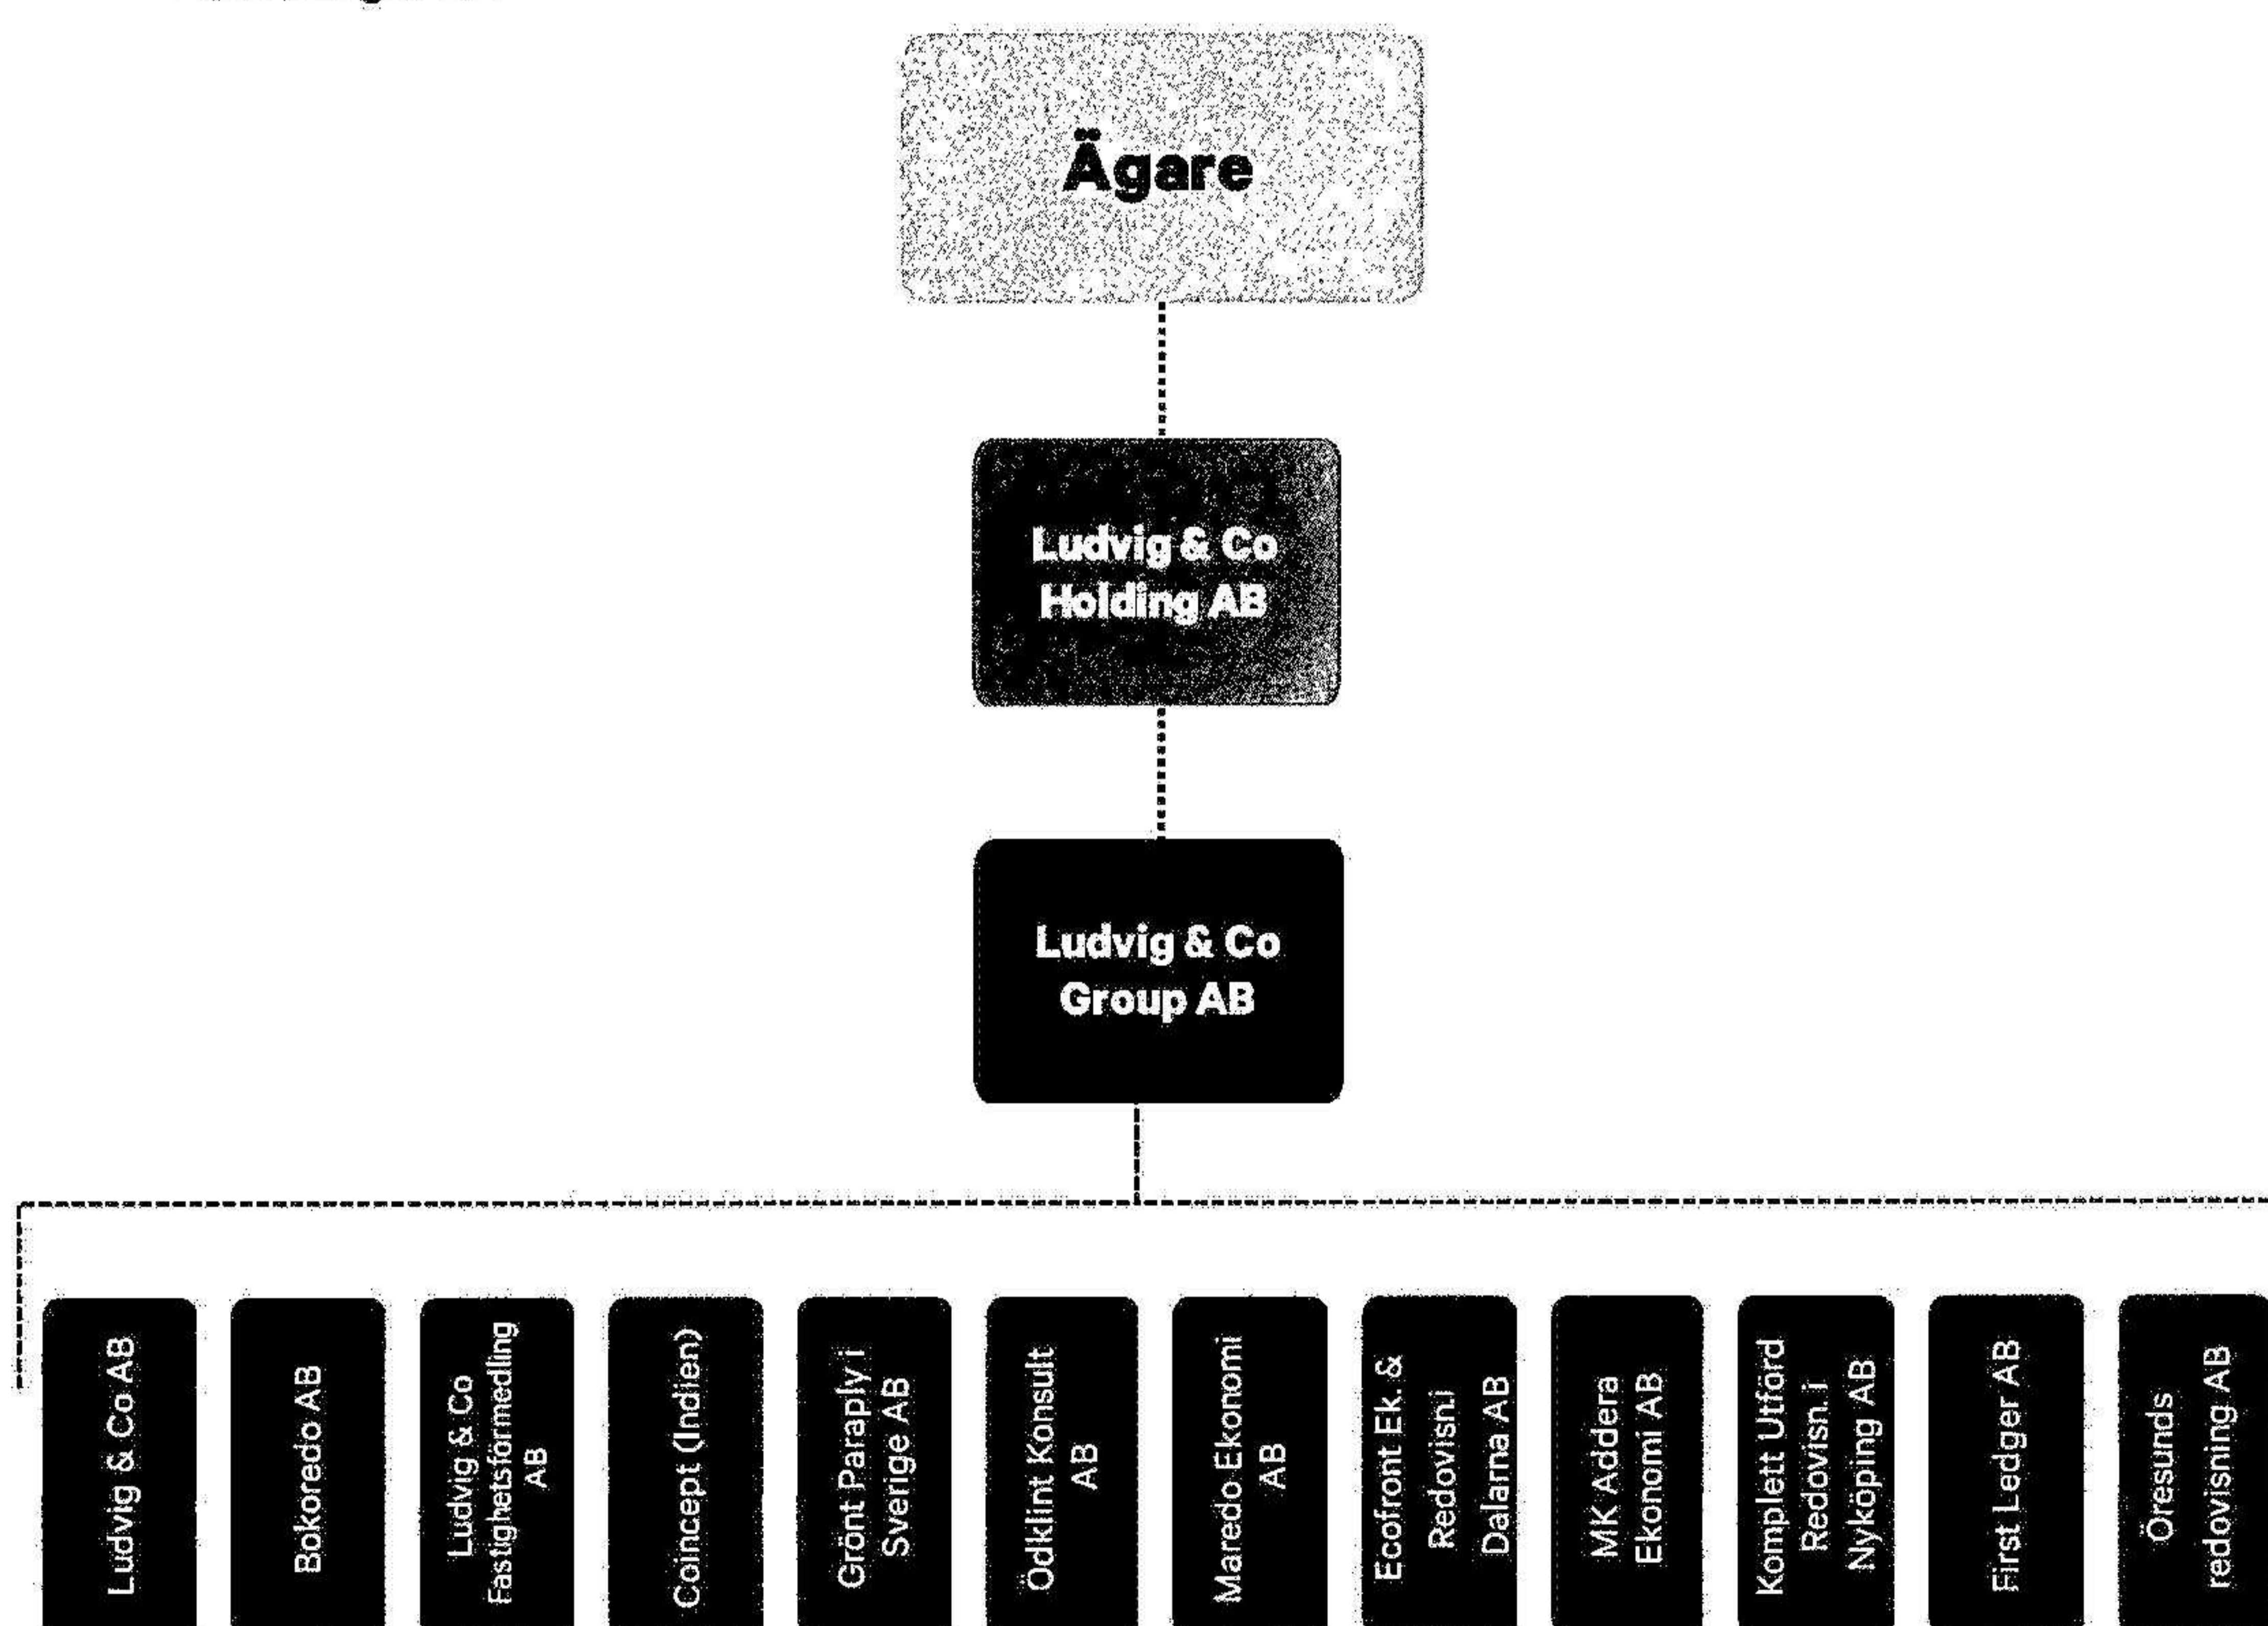 Ägare
Ludvig & Co
Holding AB
Ludvig & Co
Group AB
Ludvig & Co AB
Bokoredo AB
Ludvig & Co
Fastighetsförmedling
AB
Coincept (Indien)
Grönt Paraply i
Sverige AB
Ödklint Konsult
AB
Maredo Ekonomi
AB
Ecofront Ek. &
Redovisn.i
Dalarna AB
MK Addera
Ekonomi AB
Komplett Utförd
Redovisn. i
Nyköping AB
First Ledger AB
Öresunds
redovisning AB